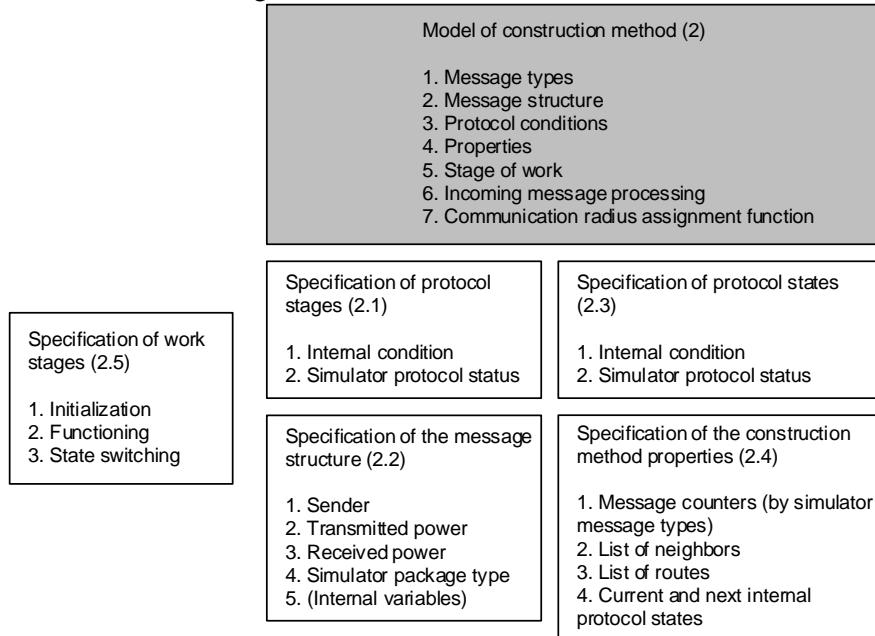 Model of construction method (2)
1. Message types
2. Message structure
3. Protocol conditions
4. Properties
5. Stage of work
6. Incoming message processing
7. Communication radius assignment function
Specification of work
stages (2.5)
1. Initialization
2. Functioning
3. State switching
Specification of protocol
stages (2.1)
1. Internal condition
2. Simulator protocol status
Specification of protocol states
(2.3)
1. Internal condition
2. Simulator protocol status
Specification of the message
structure (2.2)
1. Sender
2. Transmitted power
3. Received power
4. Simulator package type
5. (Internal variables)
Specification of the construction
method properties (2.4)
1. Message counters (by simulator
message types)
2. List of neighbors
3. List of routes
4. Current and next internal
protocol states